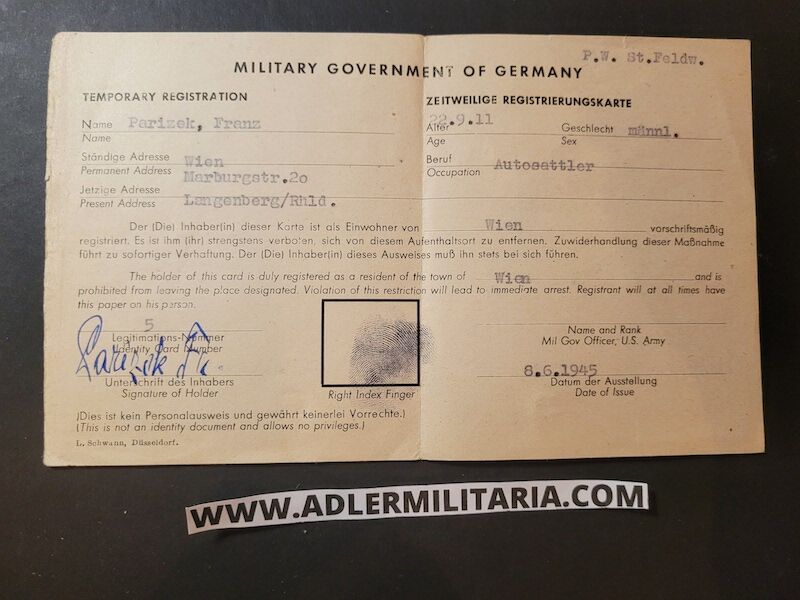 P.W. St.Feldw.
MILITARY GOVERNMENT OF GERMANY
TEMPORARY REGISTRATION
ZEITWEILIGE REGISTRIERUNGSKARTE
Name Parizek, Franz
Name
22.9.11
Alter
Age
Geschlecht männl.
Sex
Ständige Adresse Wien
Permanent Address Marburgstr.2o
Beruf Autosattler
Occupation
Jetzige Adresse
Present Address Langenberg/Rhld.
Der (Die) Inhaber(in) dieser Karte ist als Einwohner von Wien vorschriftsmäßig
registriert. Es ist ihm (ihr) strengstens verboten, sich von diesem Aufenthaltsort zu entfernen. Zuwiderhandlung dieser Maßnahme
führt zu sofortiger Verhaftung. Der (Die) Inhaber(in) dieses Ausweises muß ihn stets bei sich führen.
The holder of this card is duly registered as a resident of the town of Wien and is
prohibited from leaving the place designated. Violation of this restriction will lead to immediate arrest. Registrant will at all times have
this paper on his person.
5
Legitimations-Nummer
Identity Card Number
Parizek Fr.
Unterschrift des Inhabers
Signature of Holder
Right Index Finger
Name and Rank
Mil Gov Officer, U.S. Army
8.6.1945
Datum der Ausstellung
Date of Issue
(Dies ist kein Personalausweis und gewährt keinerlei Vorrechte.)
(This is not an identity document and allows no privileges.)
L. Schwann, Düsseldorf.
WWW.ADLERMILITARIA.COM